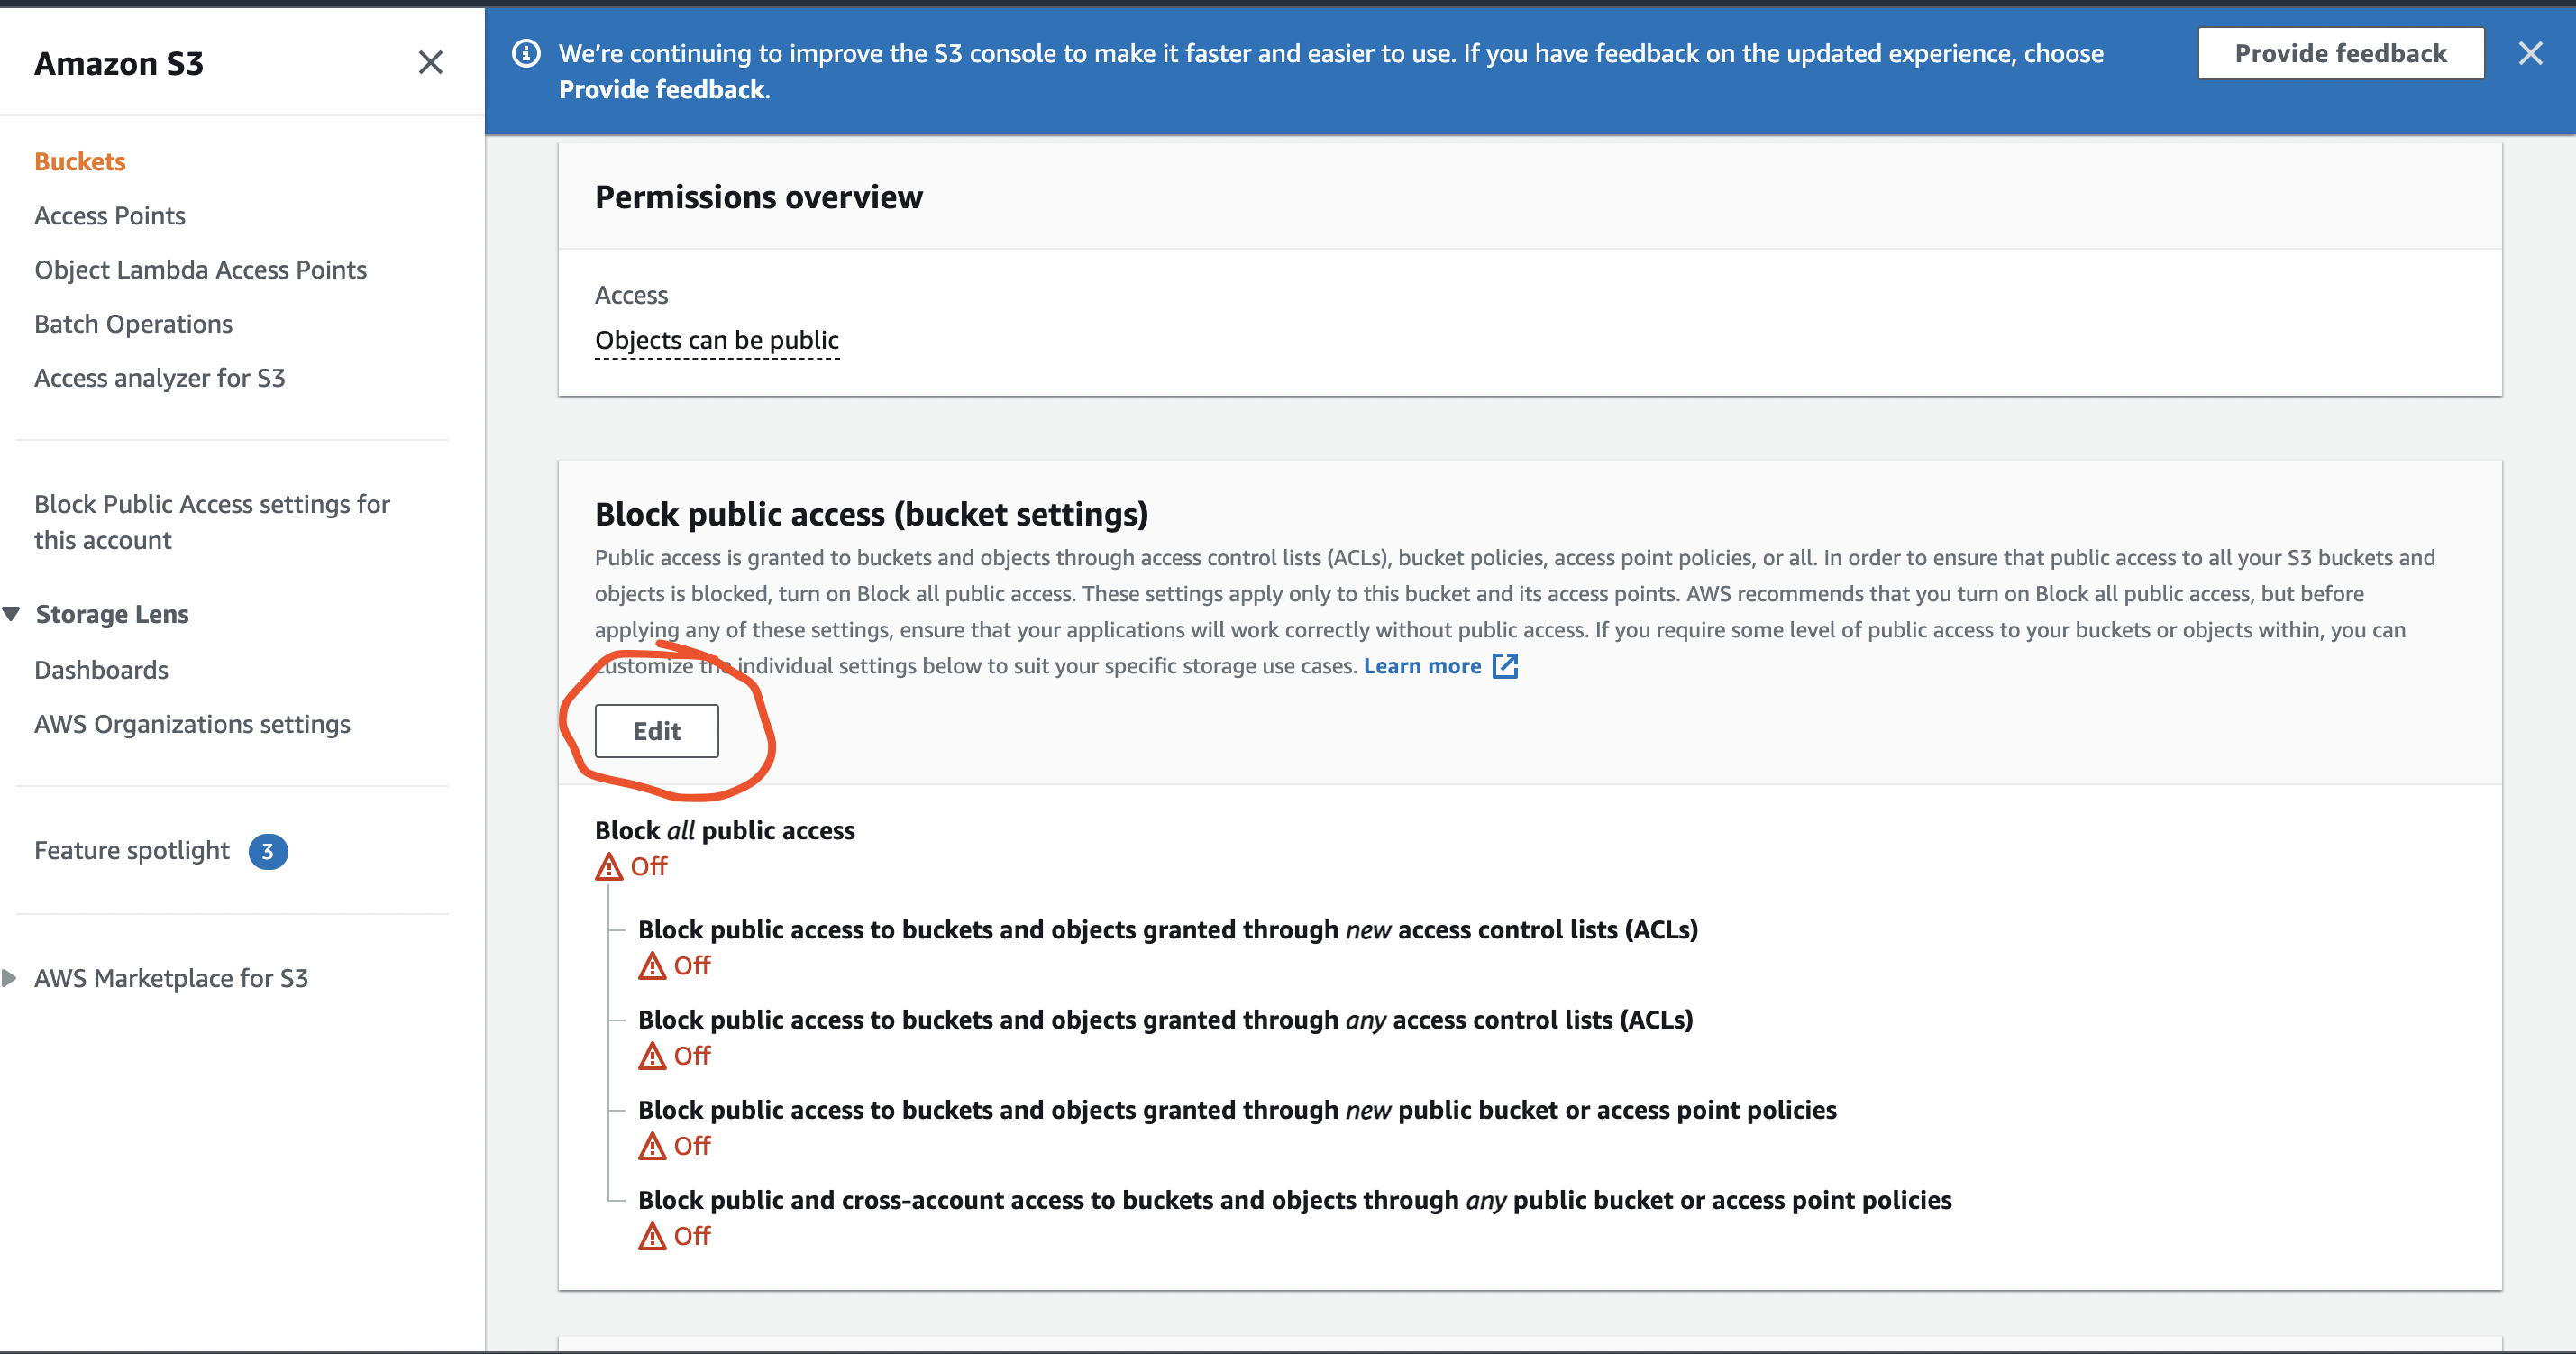 Amazon S3
We're continuing to improve the S3 console to make it faster and easier to use. If you have feedback on the updated experience, choose
Provide feedback.
Provide feedback
Buckets
Access Points
Object Lambda Access Points
Batch Operations
Access analyzer for S3
Block Public Access settings for
this account
Storage Lens
Dashboards
AWS Organizations settings
Feature spotlight 3
AWS Marketplace for S3
Permissions overview
Access
Objects can be public
Block public access (bucket settings)
Public access is granted to buckets and objects through access control lists (ACLs), bucket policies, access point policies, or all. In order to ensure that public access to all your S3 buckets and
objects is blocked, turn on Block all public access. These settings apply only to this bucket and its access points. AWS recommends that you turn on Block all public access, but before
applying any of these settings, ensure that your applications will work correctly without public access. If you require some level of public access to your buckets or objects within, you can
customize the individual settings below to suit your specific storage use cases. Learn more
Edit
Block all public access
Off
Block public access to buckets and objects granted through new access control lists (ACLs)
Off
Block public access to buckets and objects granted through any access control lists (ACLs)
Off
Block public access to buckets and objects granted through new public bucket or access point policies
Off
Block public and cross-account access to buckets and objects through any public bucket or access point policies
Off